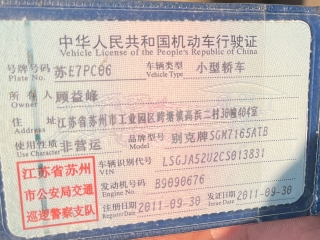 中华人民共和国机动车行驶证
Vehicle License of the People's Republic of China
号牌号码 苏E7PC06 车辆类型 小型轿车
Plate No. Vehicle Type
所有人 顾益峰
Owner
住址 江苏省苏州市工业园区跨塘镇高浜二村30幢404室
Address
使用性质 非营运 品牌型号 别克牌SGM7165ATB
Use Character Model
江苏省苏州
市公安局交通
巡逻警察支队
车辆识别代号 LSGJA52U2CS013831
VIN
发动机号码 B9090676
Engine No.
注册日期 2011-09-30 发证日期 2011-09-30
Register Date Issue Date